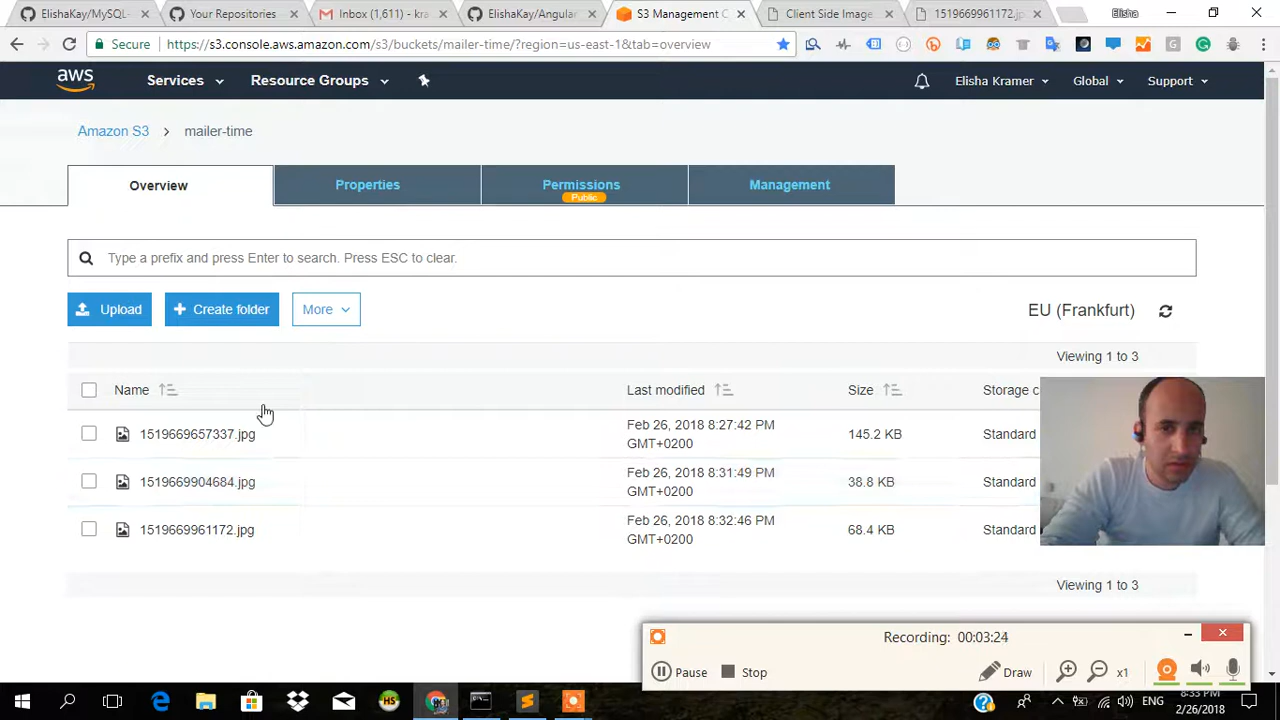 ElishaKay/MySQL-
Your Repositories
Inbox (1,611) - kra
ElishaKay/Angular
S3 Management C
Client Side Image
1519669961172.jp
Elisha
Secure
https://s3.console.aws.amazon.com/s3/buckets/mailer-time/?region=us-east-1&tab=overview
aws
Services
Resource Groups
Elisha Kramer
Global
Support
Amazon S3
mailer-time
Overview
Properties
Permissions
Public
Management
Type a prefix and press Enter to search. Press ESC to clear.
Upload
Create folder
More
EU (Frankfurt)
Viewing 1 to 3
Name
Last modified
Size
Storage c
1519669657337.jpg
Feb 26, 2018 8:27:42 PM
GMT+0200
145.2 KB
Standard
1519669904684.jpg
Feb 26, 2018 8:31:49 PM
GMT+0200
38.8 KB
Standard
1519669961172.jpg
Feb 26, 2018 8:32:46 PM
GMT+0200
68.4 KB
Standard
Viewing 1 to 3
Recording: 00:03:24
Pause
Stop
Draw
x1
ENG
8:33 PM
2/26/2018